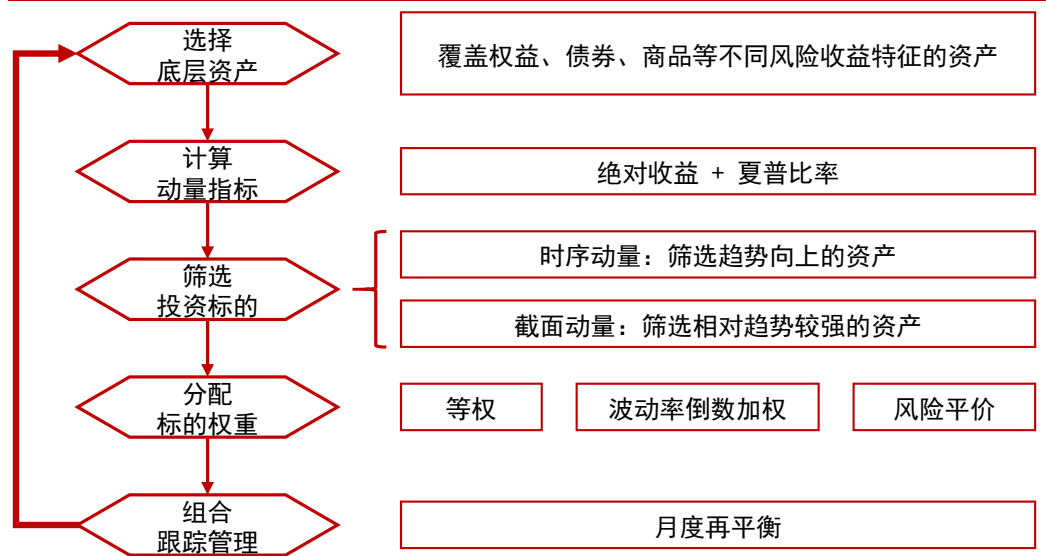 选择
底层资产
覆盖权益、债券、商品等不同风险收益特征的资产
计算
动量指标
绝对收益 + 夏普比率
筛选
投资标的
时序动量：筛选趋势向上的资产
截面动量：筛选相对趋势较强的资产
分配
标的权重
等权
波动率倒数加权
风险平价
组合
跟踪管理
月度再平衡